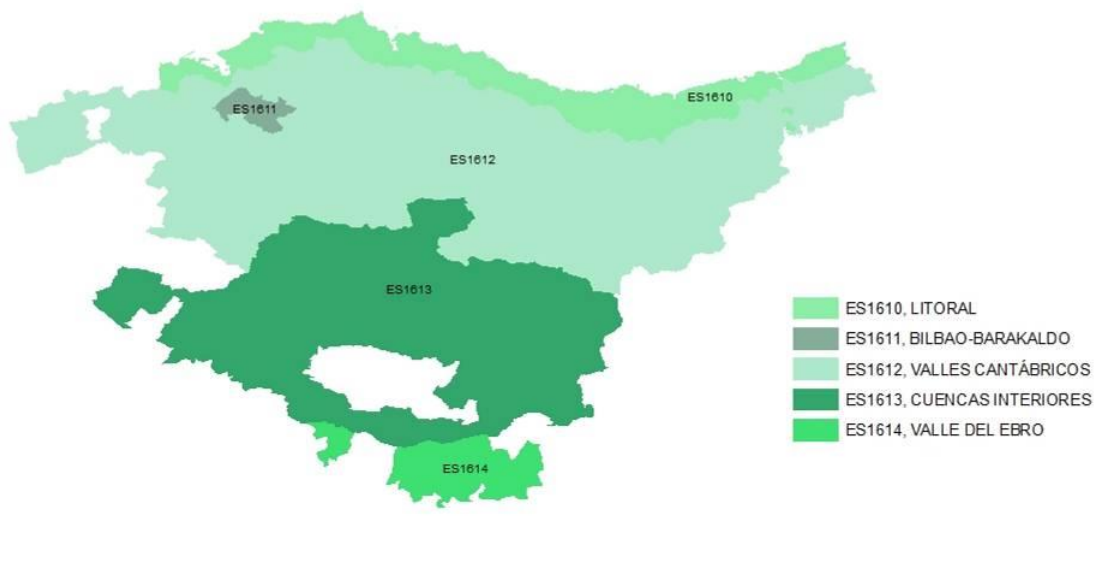 ES1610
ES1611
ES1612
ES1613
ES1614
ES1610, LITORAL
ES1611, BILBAO-BARAKALDO
ES1612, VALLES CANTÁBRICOS
ES1613, CUENCAS INTERIORES
ES1614, VALLE DEL EBRO